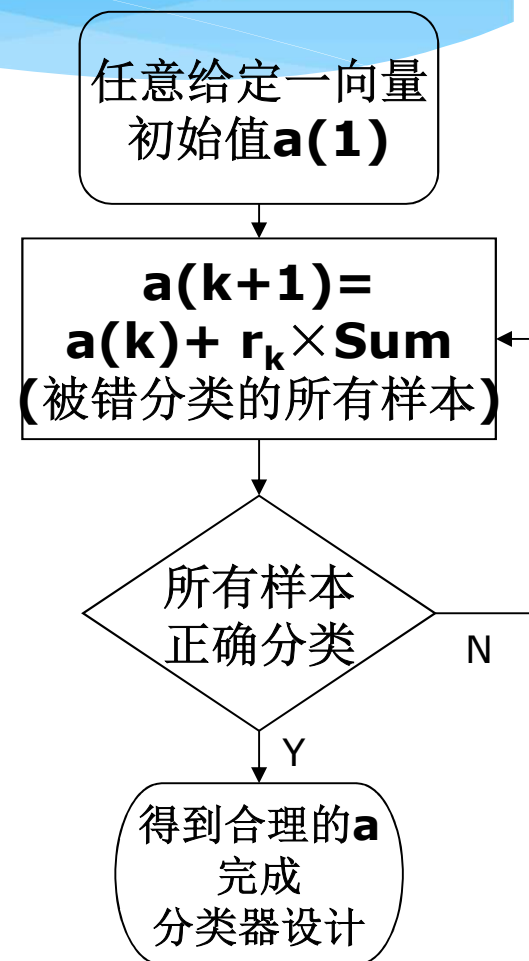 任意给定一向量
初始值a(1)
a(k+1)=
a(k)+ rₖ×Sum
(被错分类的所有样本)
所有样本
正确分类
N
Y
得到合理的a
完成
分类器设计